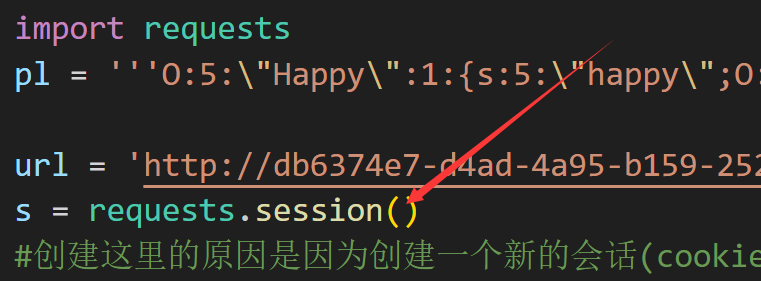 import requests
pl = '''O:5:\"Happy\":1:{s:5:\"happy\";O:
url = 'http://db6374e7-d4ad-4a95-b159-252
s = requests.session()
#创建这里的原因是因为创建一个新的会话(cookie